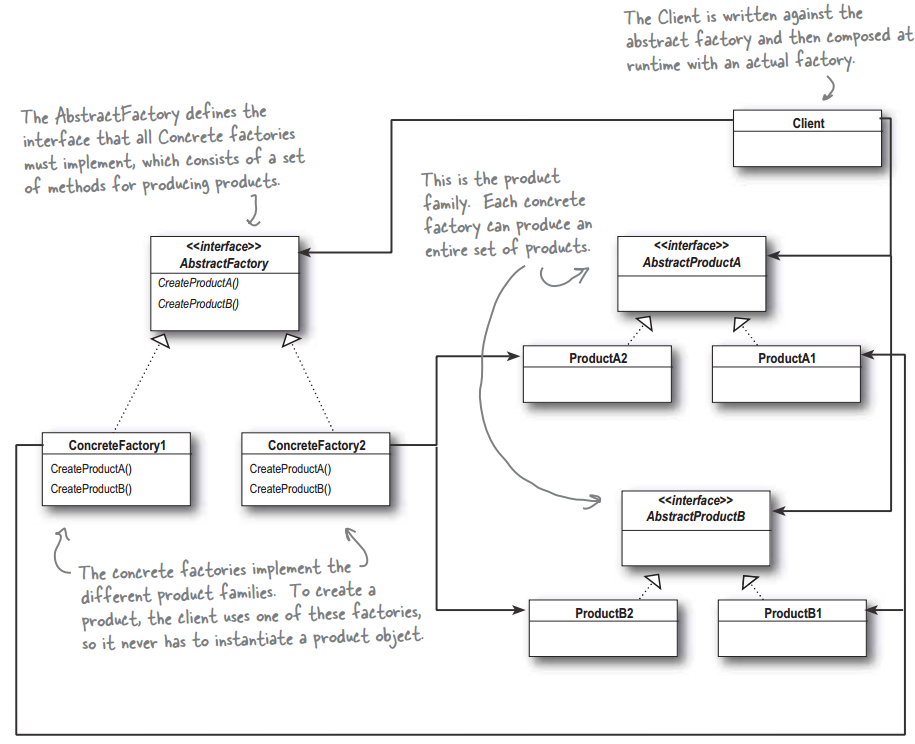 The Client is written against the
abstract factory and then composed at
runtime with an actual factory.
The AbstractFactory defines the
interface that all Concrete factories
must implement, which consists of a set
of methods for producing products.
Client
This is the product
family. Each concrete
factory can produce an
entire set of products.
<<interface>>
AbstractFactory
CreateProductA()
CreateProductB()
<<interface>>
AbstractProductA
ProductA2
ProductA1
ConcreteFactory1
CreateProductA()
CreateProductB()
ConcreteFactory2
CreateProductA()
CreateProductB()
<<interface>>
AbstractProductB
The concrete factories implement the
different product families. To create a
product, the client uses one of these factories,
so it never has to instantiate a product object.
ProductB2
ProductB1